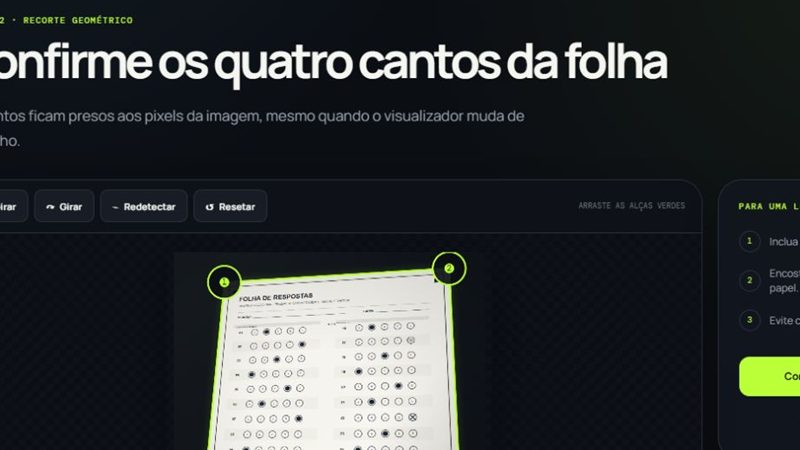 2 · RECORTE GEOMÉTRICO
onfirme os quatro cantos da folha
ntos ficam presos aos pixels da imagem, mesmo quando o visualizador muda de
ho.
irar
Girar
Redetectar
Resetar
ARRASTE AS ALÇAS VERDES
1
2
FOLHA DE RESPOSTAS
PARA UMA L
1 Inclua
2 Encost
papel.
3 Evite c
Co